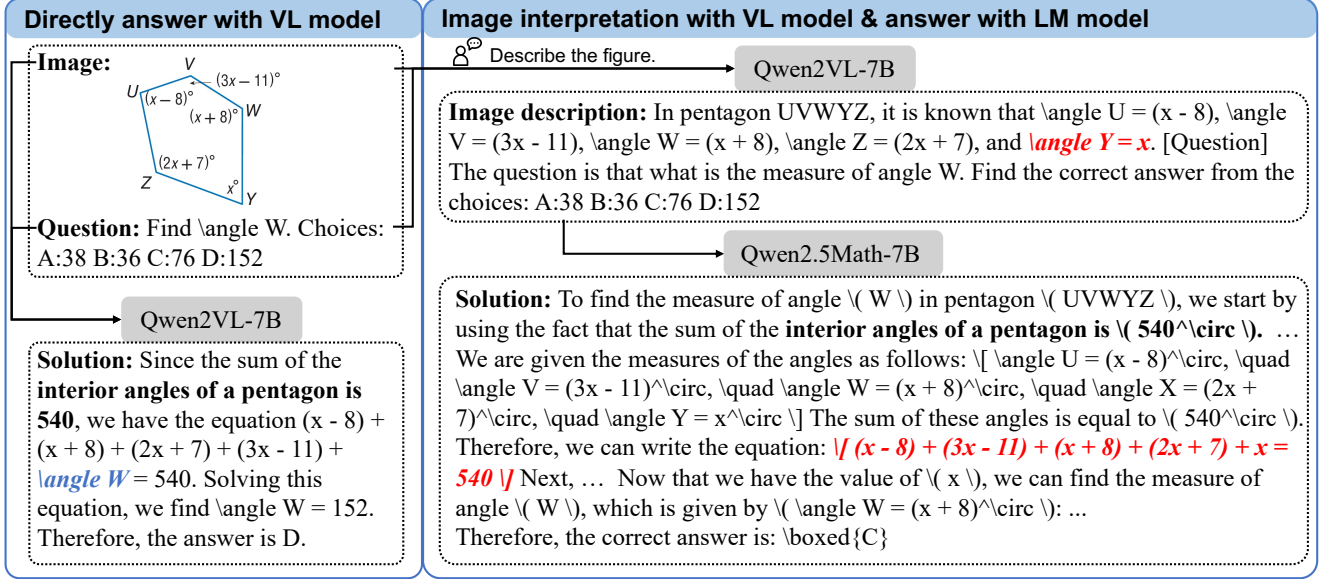 Directly answer with VL model
Image:
V
(3x – 11)°
U
(x – 8)°
(x + 8)°
W
(2x + 7)°
Z
x°
Y
Question: Find \angle W. Choices:
A:38 B:36 C:76 D:152
Qwen2VL-7B
Solution: Since the sum of the
interior angles of a pentagon is
540, we have the equation (x - 8) +
(x + 8) + (2x + 7) + (3x - 11) +
\angle W = 540. Solving this
equation, we find \angle W = 152.
Therefore, the answer is D.
Image interpretation with VL model & answer with LM model
Describe the figure.
Qwen2VL-7B
Image description: In pentagon UVWYZ, it is known that \angle U = (x - 8), \angle
V = (3x - 11), \angle W = (x + 8), \angle Z = (2x + 7), and \angle Y = x. [Question]
The question is that what is the measure of angle W. Find the correct answer from the
choices: A:38 B:36 C:76 D:152
Qwen2.5Math-7B
Solution: To find the measure of angle \( W \) in pentagon \( UVWYZ \), we start by
using the fact that the sum of the interior angles of a pentagon is \( 540^\circ \). …
We are given the measures of the angles as follows: \[ \angle U = (x - 8)^\circ, \quad
\angle V = (3x - 11)^\circ, \quad \angle W = (x + 8)^\circ, \quad \angle X = (2x +
7)^\circ, \quad \angle Y = x^\circ \] The sum of these angles is equal to \( 540^\circ \).
Therefore, we can write the equation: \[ (x - 8) + (3x - 11) + (x + 8) + (2x + 7) + x =
540 \] Next, … Now that we have the value of \( x \), we can find the measure of
angle \( W \), which is given by \( \angle W = (x + 8)^\circ \): ...
Therefore, the correct answer is: \boxed{C}